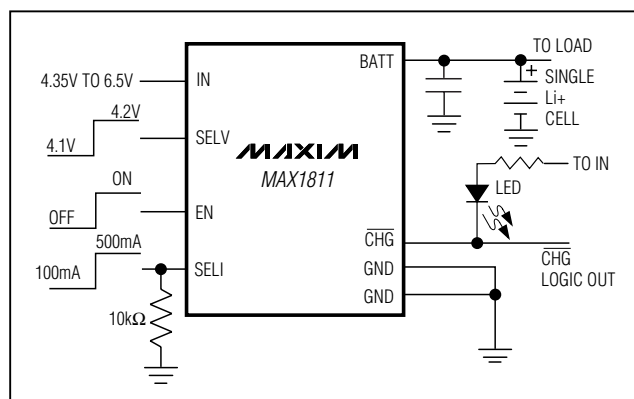 4.35V TO 6.5V
IN
4.2V
4.1V
SELV
ON
OFF
EN
500mA
100mA
SELI
10kΩ
MAXIM
MAX1811
BATT
TO LOAD
+
SINGLE
Li+
CELL
TO IN
LED
CHG
CHG
LOGIC OUT
GND
GND